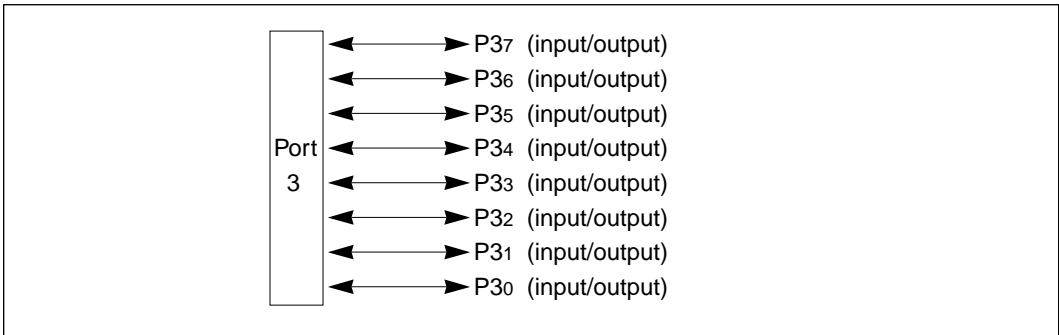 P37 (input/output)
P36 (input/output)
P35 (input/output)
Port
3
P34 (input/output)
P33 (input/output)
P32 (input/output)
P31 (input/output)
P30 (input/output)